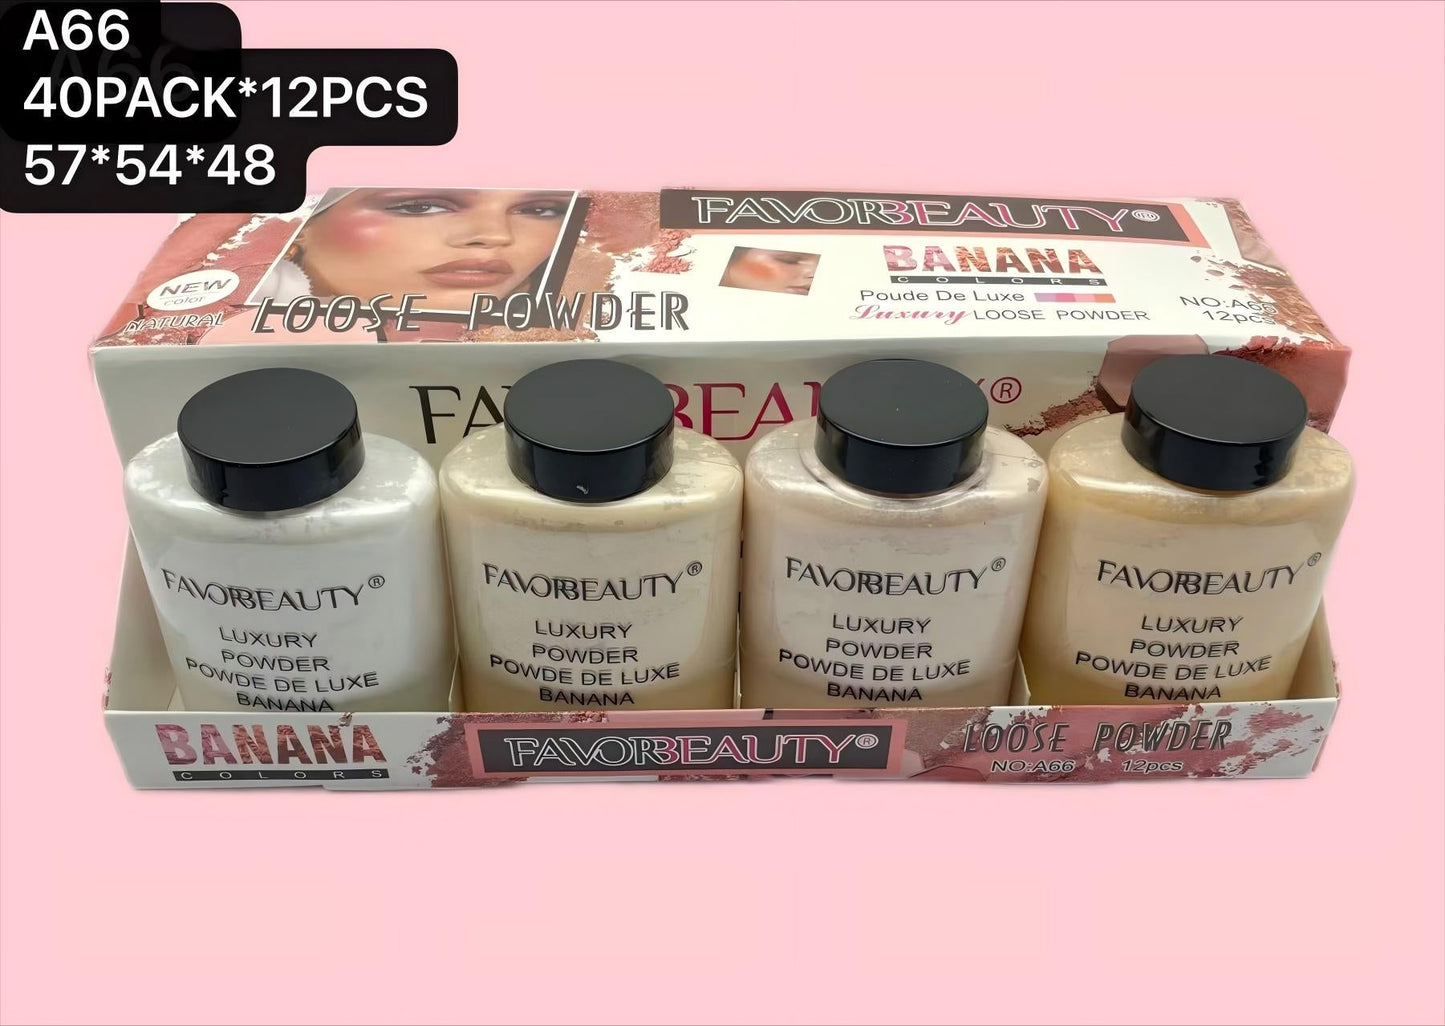 A66
40PACK*12PCS
57*54*48
FAVORBEAUTY®
BANANA
COLORS
Poude De Luxe
Luxury LOOSE POWDER
NO:A66
12pcs
NEW
color
NATURAL
LOOSE POWDER
®
FAVORBEAUTY®
LUXURY
POWDER
POWDE DE LUXE
BANANA
FAVORBEAUTY®
LUXURY
POWDER
POWDE DE LUXE
BANANA
FAVORBEAUTY®
LUXURY
POWDER
POWDE DE LUXE
BANANA
FAVORBEAUTY®
LUXURY
POWDER
POWDE DE LUXE
BANANA
BANANA
COLORS
FAVORBEAUTY®
LOOSE POWDER
NO:A66 12pcs